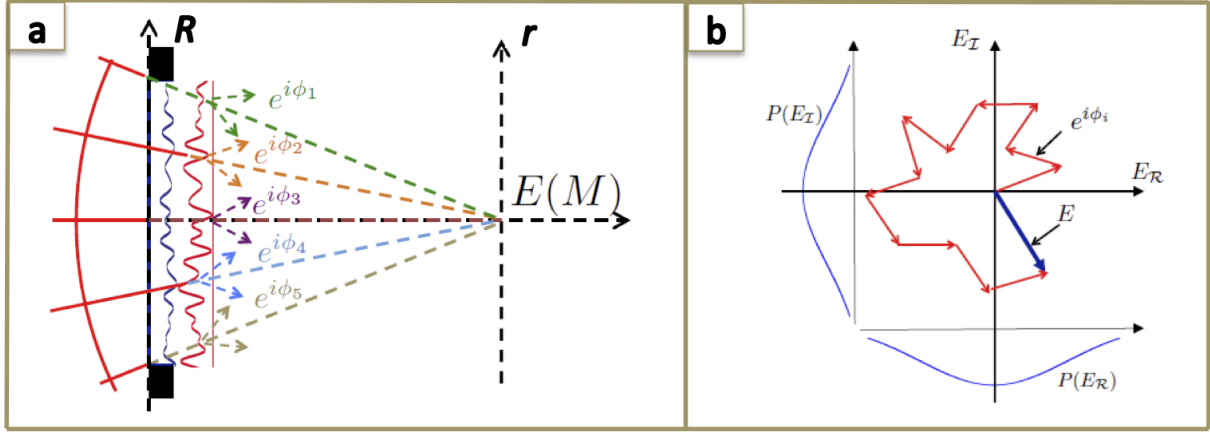 a
R
r
e^{iϕ_1}
e^{iϕ_2}
e^{iϕ_3}
E(M)
e^{iϕ_4}
e^{iϕ_5}
b
E_ℐ
P(E_ℐ)
e^{iϕ_i}
E_ℛ
E
P(E_ℛ)